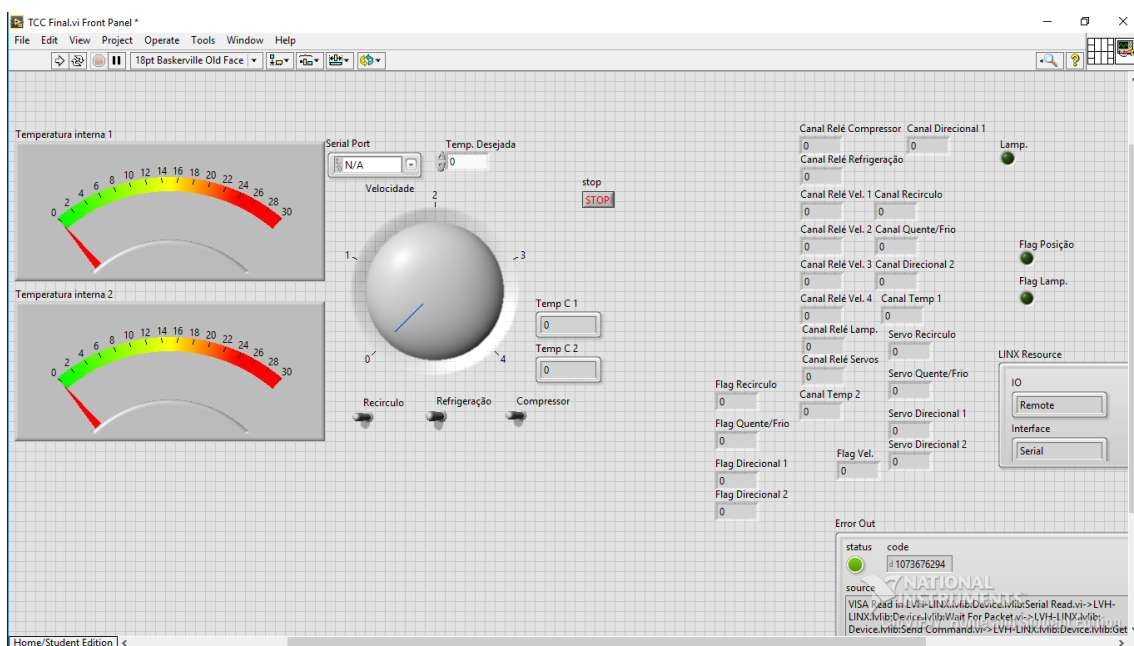 TCC Final.vi Front Panel *
File Edit View Project Operate Tools Window Help
18pt Baskerville Old Face
Temperatura interna 1
0 2 4 6 8 10 12 14 16 18 20 22 24 26 28 30
Serial Port
N/A
Temp. Desejada
0
Velocidade
0 1 2 3 4
stop
STOP
Temperatura interna 2
0 2 4 6 8 10 12 14 16 18 20 22 24 26 28 30
Temp C 1
0
Temp C 2
0
Recirculo Refrigeração Compressor
Canal Relé Compressor Canal Direcional 1
0 0
Canal Relé Refrigeração
0
Canal Relé Vel. 1 Canal Recirculo
0 0
Canal Relé Vel. 2 Canal Quente/Frio
0 0
Canal Relé Vel. 3 Canal Direcional 2
0 0
Canal Relé Vel. 4 Canal Temp 1
0 0
Canal Relé Lamp. Servo Recirculo
0 0
Canal Relé Servos Servo Quente/Frio
0 0
Canal Temp 2 Servo Direcional 1
0 0
Servo Direcional 2
0
Flag Vel.
0
Flag Recirculo
0
Flag Quente/Frio
0
Flag Direcional 1
0
Flag Direcional 2
0
Lamp.
Flag Posição
Flag Lamp.
LINX Resource
IO
Remote
Interface
Serial
Error Out
status code
d 1073676294
source
VISA Read in LVH-LINX.lvlib:Device.lvlib:Serial Read.vi->LVH-
LINX.lvlib:Device.lvlib:Wait For Packet.vi->LVH-LINX.lvlib:
Device.lvlib:Send Command.vi->LVH-LINX.lvlib:Device.lvlib:Get
NATIONAL
INSTRUMENTS
LabVIEW Home and Student Edition
Home/Student Edition